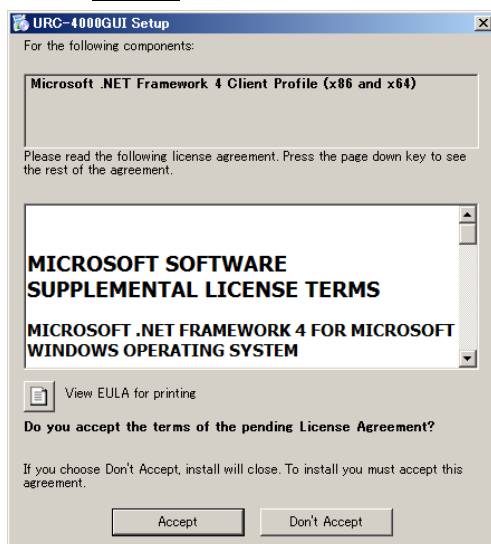 URC-4000GUI Setup
For the following components:
Microsoft .NET Framework 4 Client Profile (x86 and x64)
Please read the following license agreement. Press the page down key to see
the rest of the agreement.
MICROSOFT SOFTWARE
SUPPLEMENTAL LICENSE TERMS
MICROSOFT .NET FRAMEWORK 4 FOR MICROSOFT
WINDOWS OPERATING SYSTEM
View EULA for printing
Do you accept the terms of the pending License Agreement?
If you choose Don't Accept, install will close. To install you must accept this
agreement.
Accept
Don't Accept